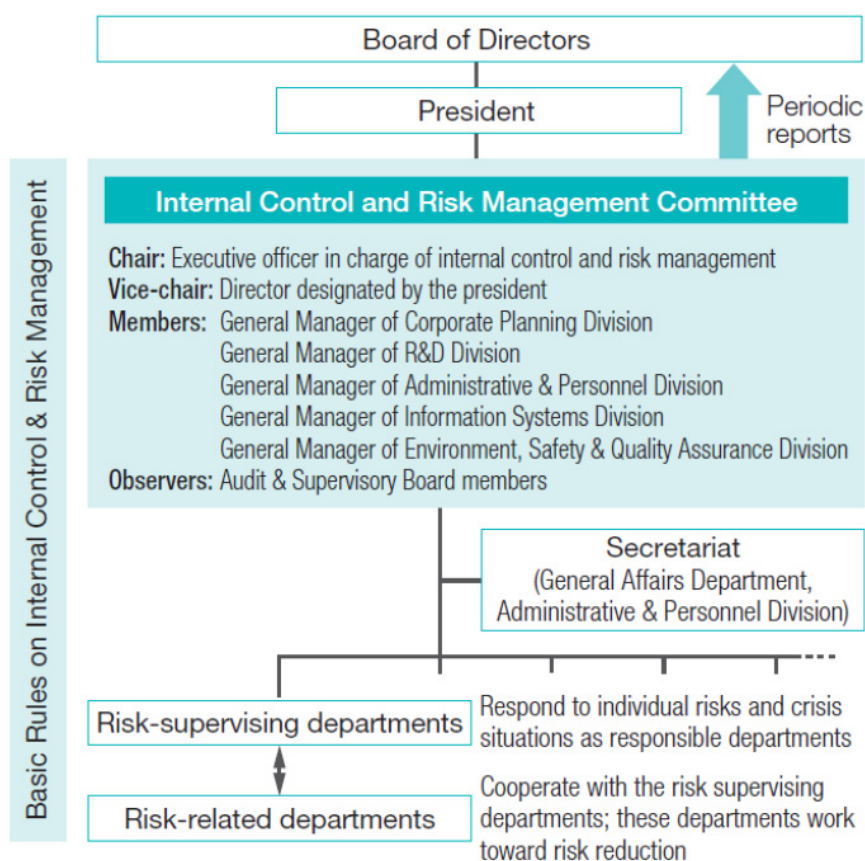 Board of Directors
President
Periodic
reports
Basic Rules on Internal Control & Risk Management
Internal Control and Risk Management Committee
Chair: Executive officer in charge of internal control and risk management
Vice-chair: Director designated by the president
Members: General Manager of Corporate Planning Division
General Manager of R&D Division
General Manager of Administrative & Personnel Division
General Manager of Information Systems Division
General Manager of Environment, Safety & Quality Assurance Division
Observers: Audit & Supervisory Board members
Secretariat
(General Affairs Department,
Administrative & Personnel Division)
Risk-supervising departments
Respond to individual risks and crisis
situations as responsible departments
Risk-related departments
Cooperate with the risk supervising
departments; these departments work
toward risk reduction